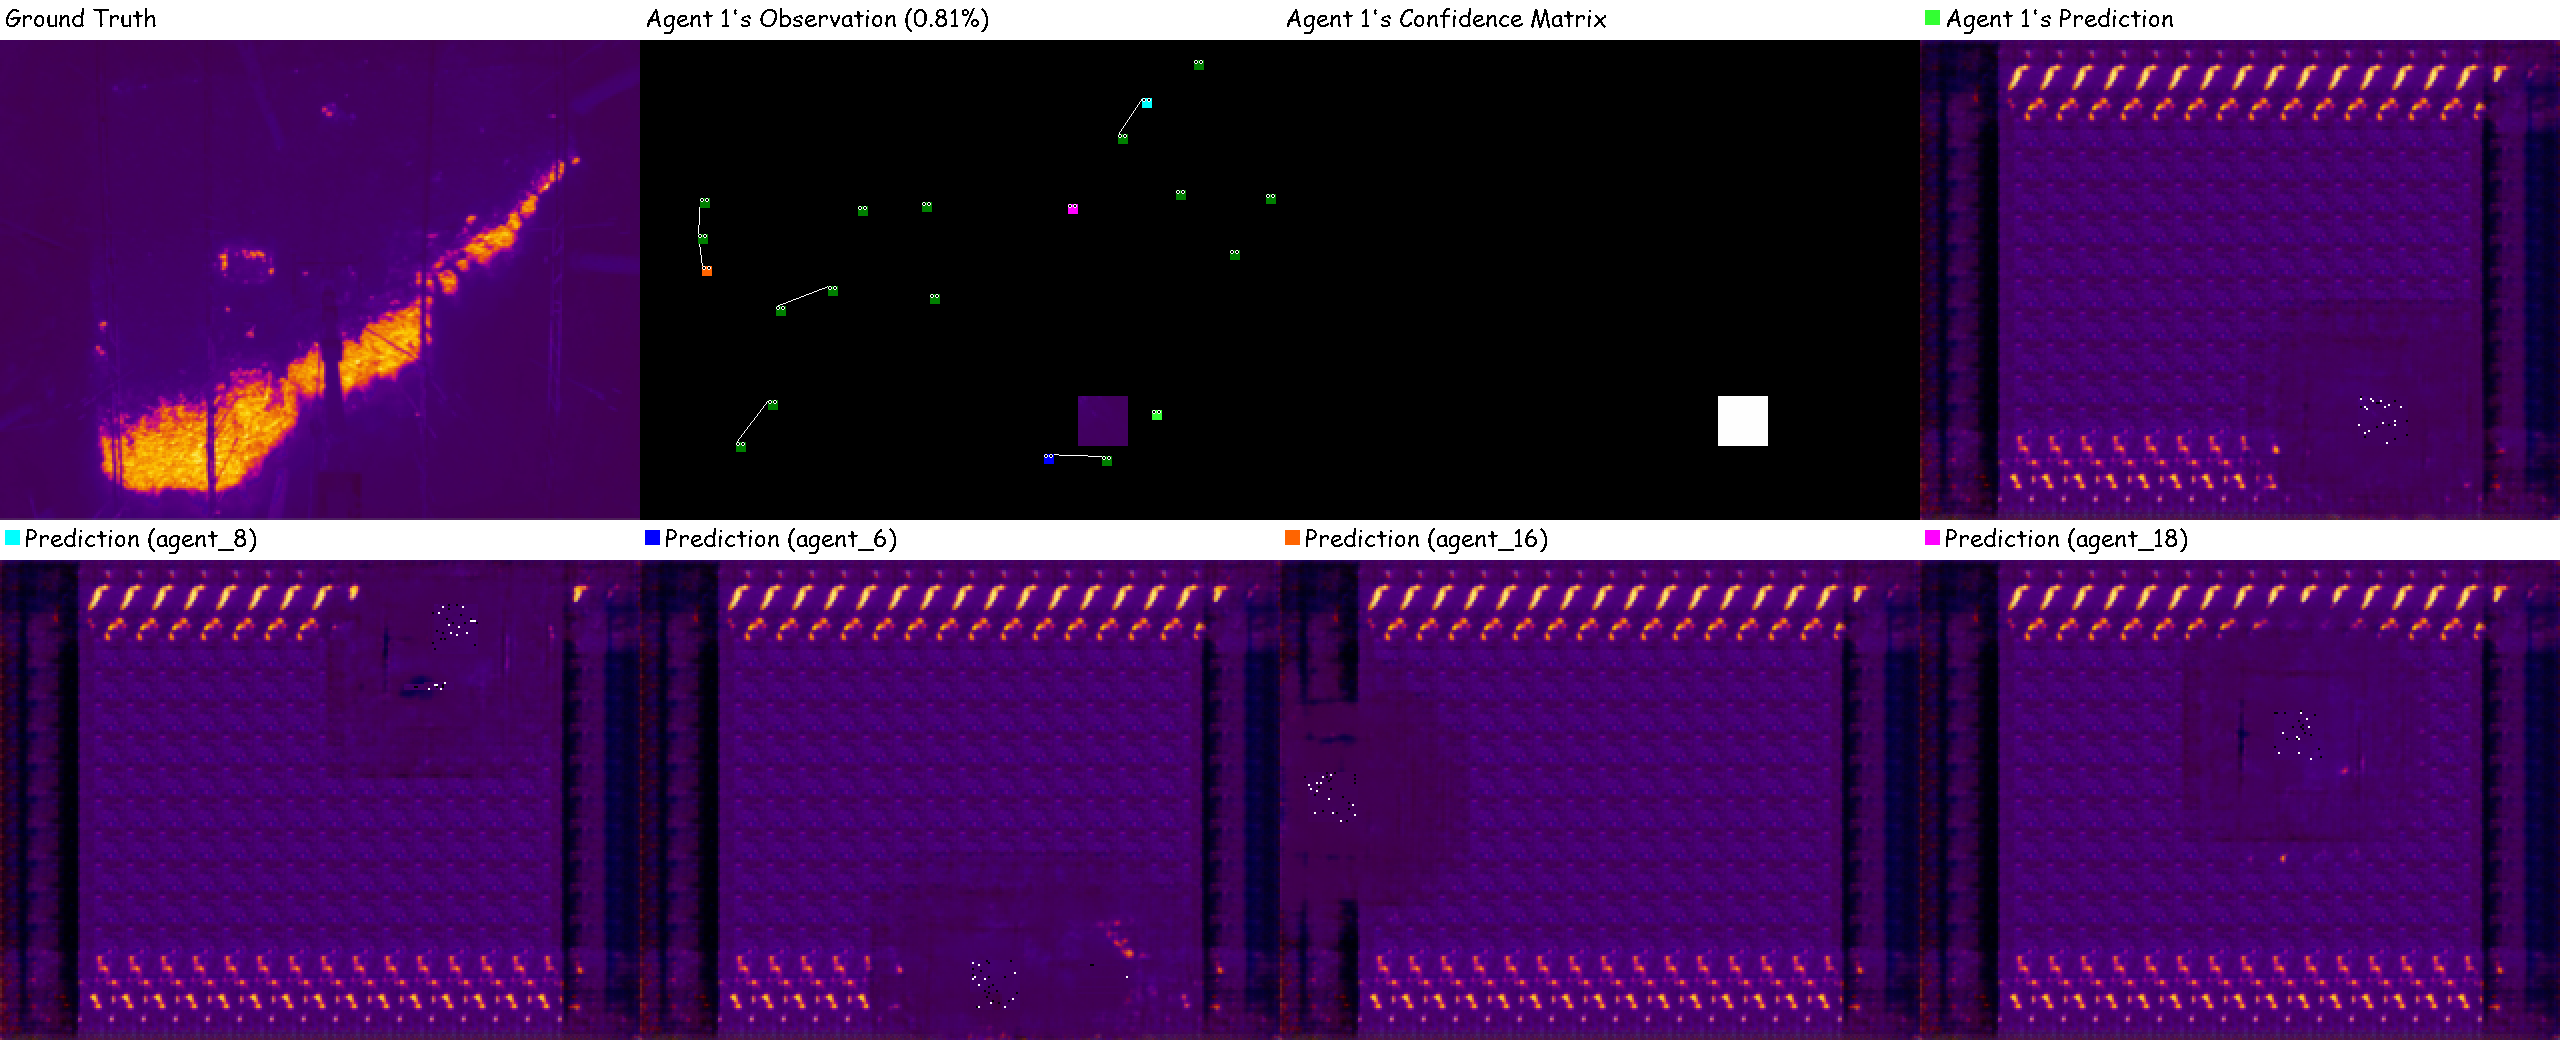 Ground Truth
Agent 1's Observation (0.81%)
Agent 1's Confidence Matrix
Agent 1's Prediction
Prediction (agent_8)
Prediction (agent_6)
Prediction (agent_16)
Prediction (agent_18)